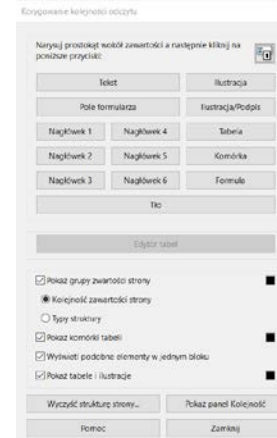 Korygowanie kolejności odczytu
Narysuj prostokąt wokół zawartości a następnie kliknij na
poniższe przyciski:
Tekst
Ilustracja
Pole formularza
Ilustracja/Podpis
Nagłówek 1
Nagłówek 4
Tabela
Nagłówek 2
Nagłówek 5
Komórka
Nagłówek 3
Nagłówek 6
Formuła
Tło
Edytor tabel
Pokaż grupy zwartości strony
Kolejność zawartości strony
Typy struktury
Pokaż komórki tabeli
Wyświetl podobne elementy w jednym bloku
Pokaż tabele i ilustracje
Wyczyść strukturę strony...
Pokaż panel Kolejność
Pomoc
Zamknij